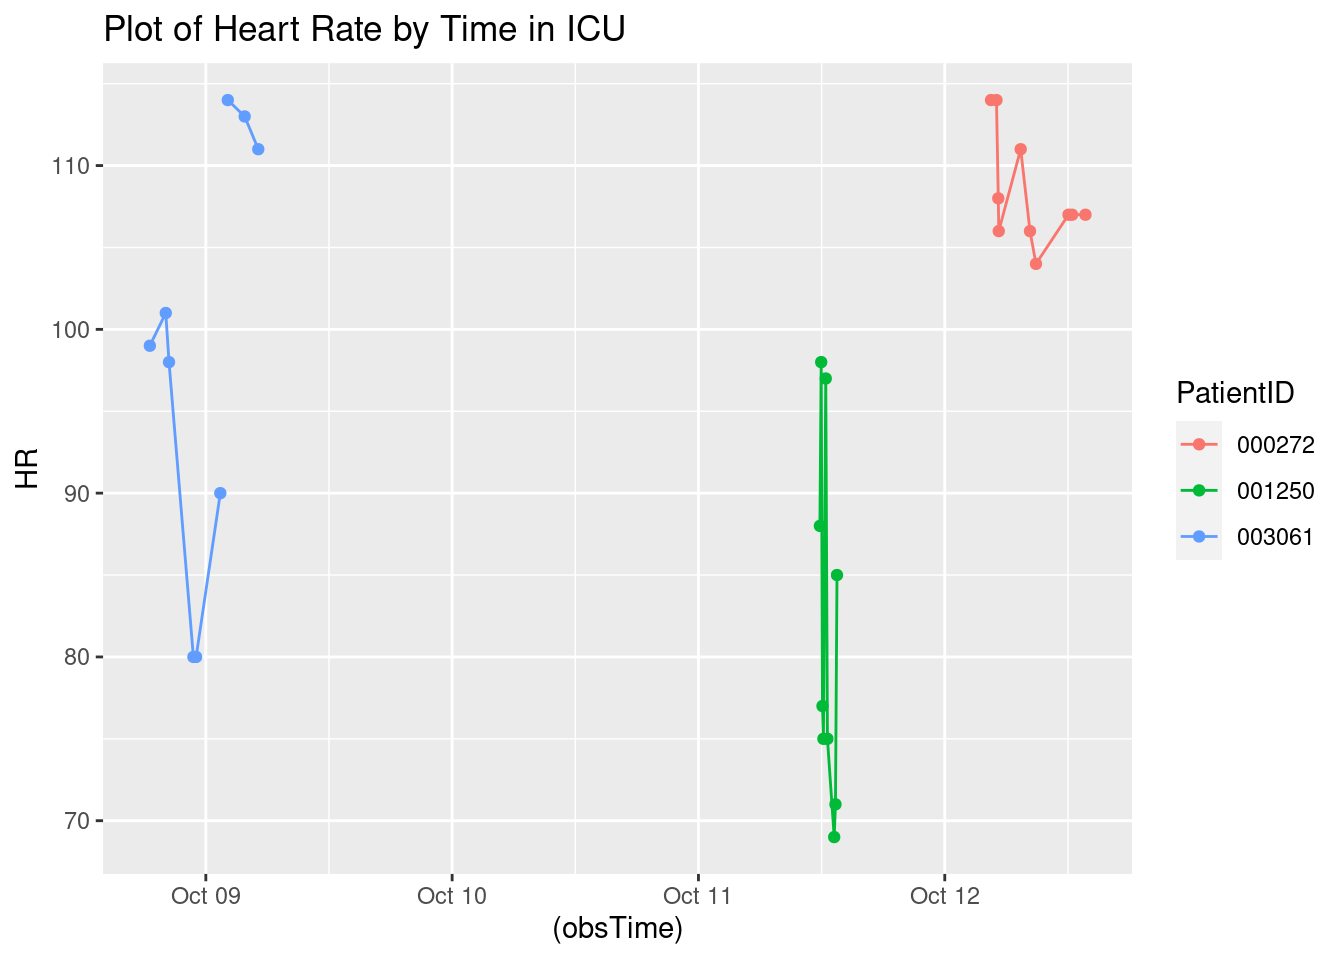 Plot of Heart Rate by Time in ICU
HR
110
100
90
80
70
Oct 09
Oct 10
Oct 11
Oct 12
(obsTime)
PatientID
000272
001250
003061